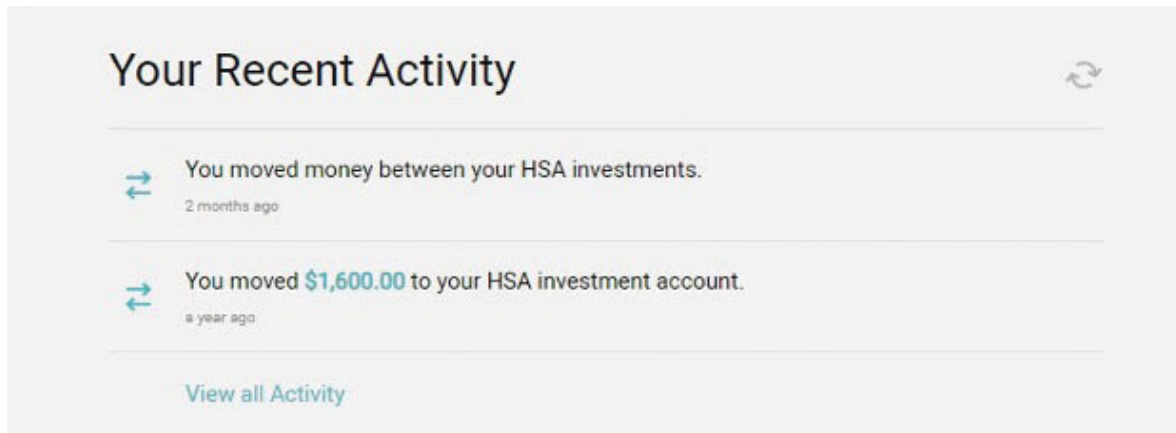 Your Recent Activity
You moved money between your HSA investments.
2 months ago
You moved $1,600.00 to your HSA investment account.
a year ago
View all Activity